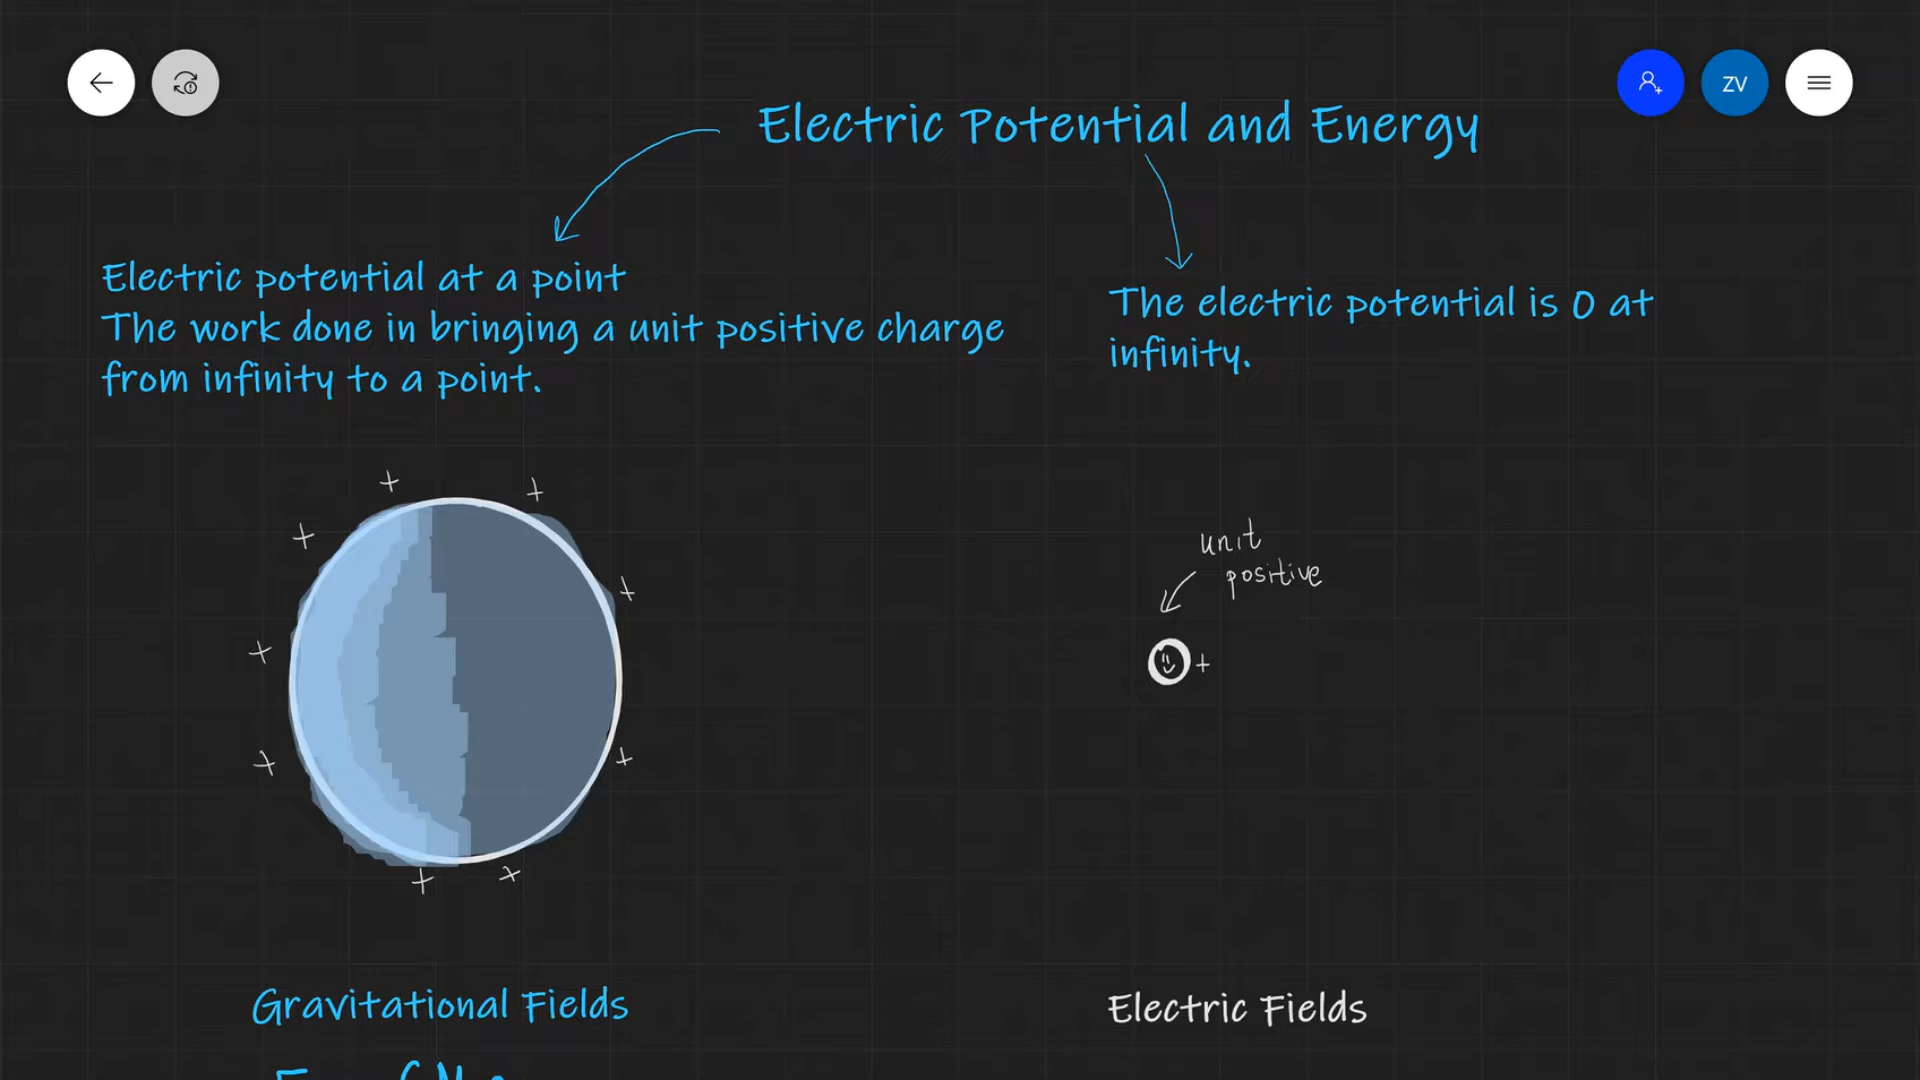 ZV
Electric Potential and Energy
Electric potential at a point
The work done in bringing a unit positive charge
from infinity to a point.
The electric potential is 0 at
infinity.
+ +
+
+
+
+
+
+ +
unit
positive
+
Gravitational Fields
Electric Fields